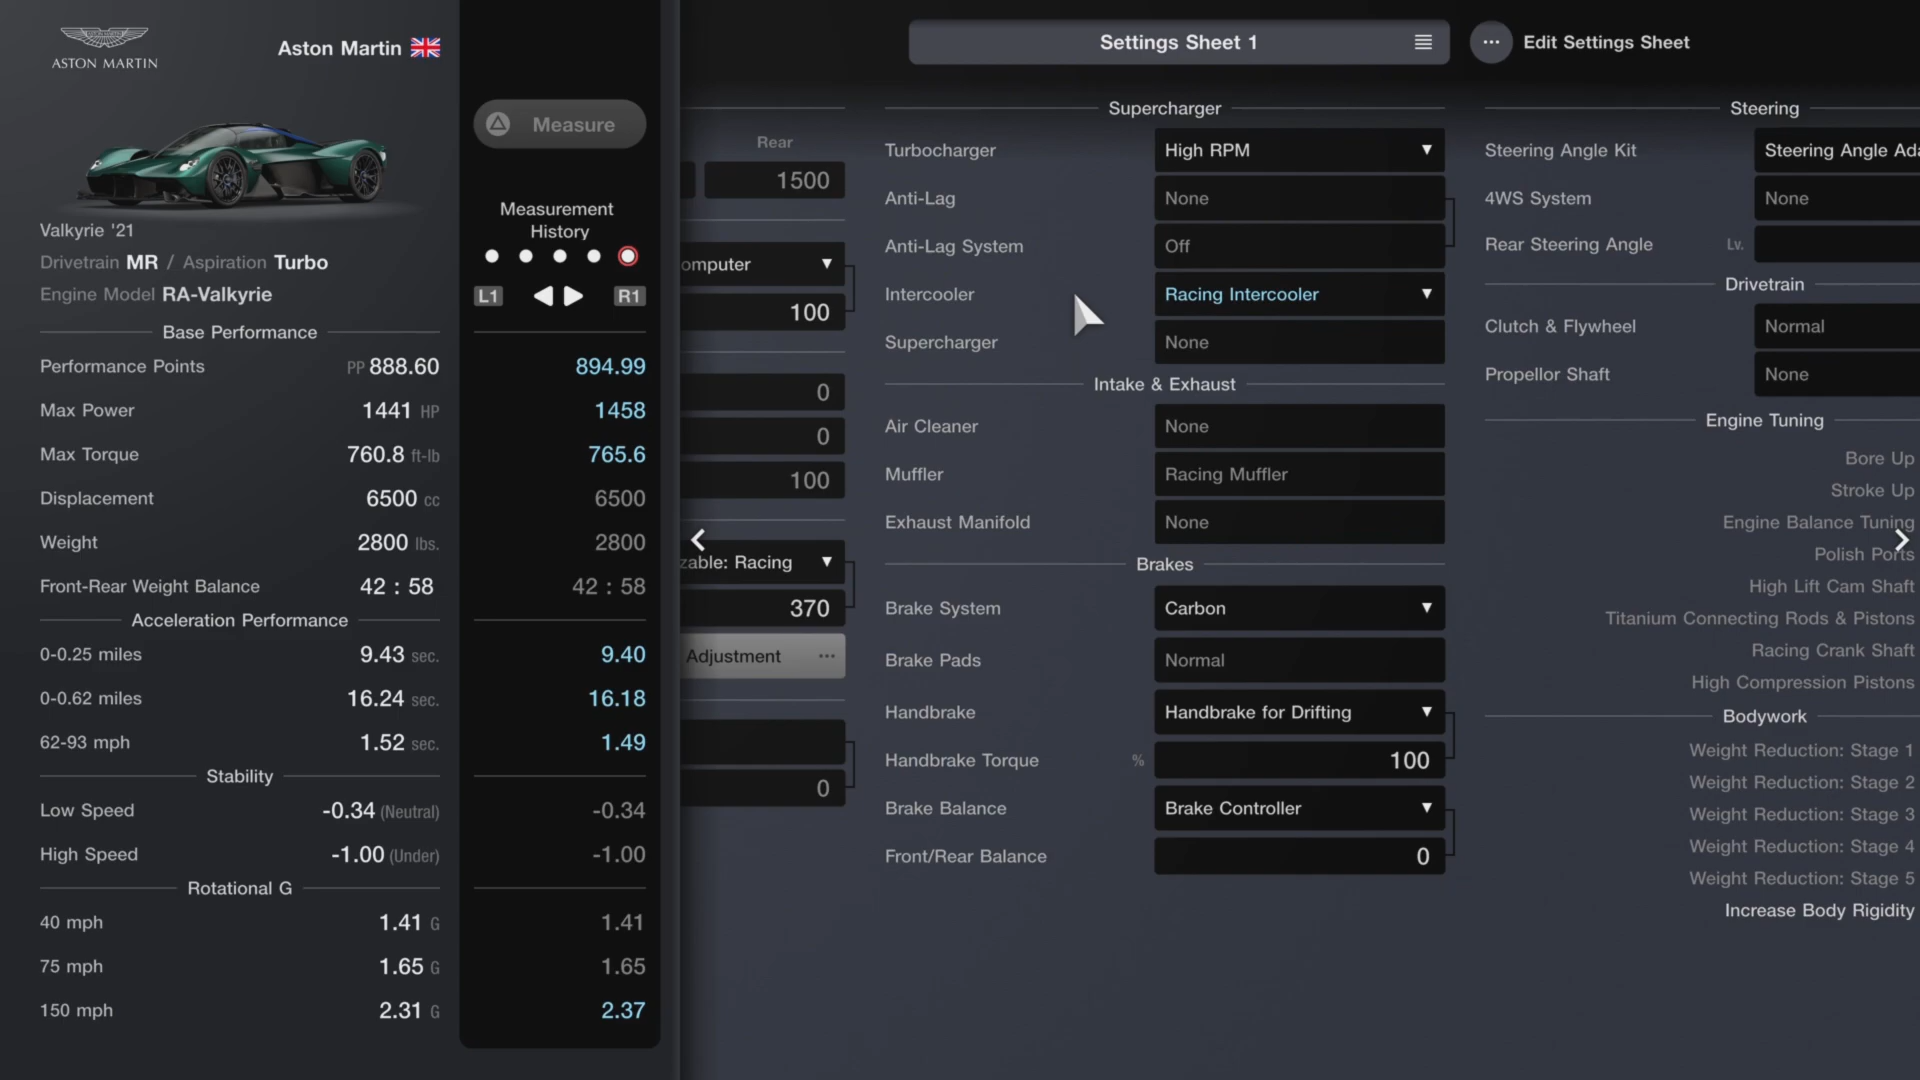 ASTON MARTIN
Aston Martin
Valkyrie '21
Drivetrain MR / Aspiration Turbo
Engine Model RA-Valkyrie
Base Performance
Performance Points PP 888.60
Max Power 1441 HP
Max Torque 760.8 ft-lb
Displacement 6500 cc
Weight 2800 lbs.
Front-Rear Weight Balance 42 : 58
Acceleration Performance
0-0.25 miles 9.43 sec.
0-0.62 miles 16.24 sec.
62-93 mph 1.52 sec.
Stability
Low Speed -0.34 (Neutral)
High Speed -1.00 (Under)
Rotational G
40 mph 1.41 G
75 mph 1.65 G
150 mph 2.31 G
Measure
Measurement
History
L1 R1
894.99
1458
765.6
6500
2800
42 : 58
9.40
16.18
1.49
-0.34
-1.00
1.41
1.65
2.37
Settings Sheet 1
Edit Settings Sheet
Rear
1500
omputer
100
0
0
100
zable: Racing
370
Adjustment
0
Supercharger
Turbocharger High RPM
Anti-Lag None
Anti-Lag System Off
Intercooler Racing Intercooler
Supercharger None
Intake & Exhaust
Air Cleaner None
Muffler Racing Muffler
Exhaust Manifold None
Brakes
Brake System Carbon
Brake Pads Normal
Handbrake Handbrake for Drifting
Handbrake Torque % 100
Brake Balance Brake Controller
Front/Rear Balance 0
Steering
Steering Angle Kit Steering Angle Ada
4WS System None
Rear Steering Angle Lv.
Drivetrain
Clutch & Flywheel Normal
Propellor Shaft None
Engine Tuning
Bore Up
Stroke Up
Engine Balance Tuning
Polish Ports
High Lift Cam Shaft
Titanium Connecting Rods & Pistons
Racing Crank Shaft
High Compression Pistons
Bodywork
Weight Reduction: Stage 1
Weight Reduction: Stage 2
Weight Reduction: Stage 3
Weight Reduction: Stage 4
Weight Reduction: Stage 5
Increase Body Rigidity